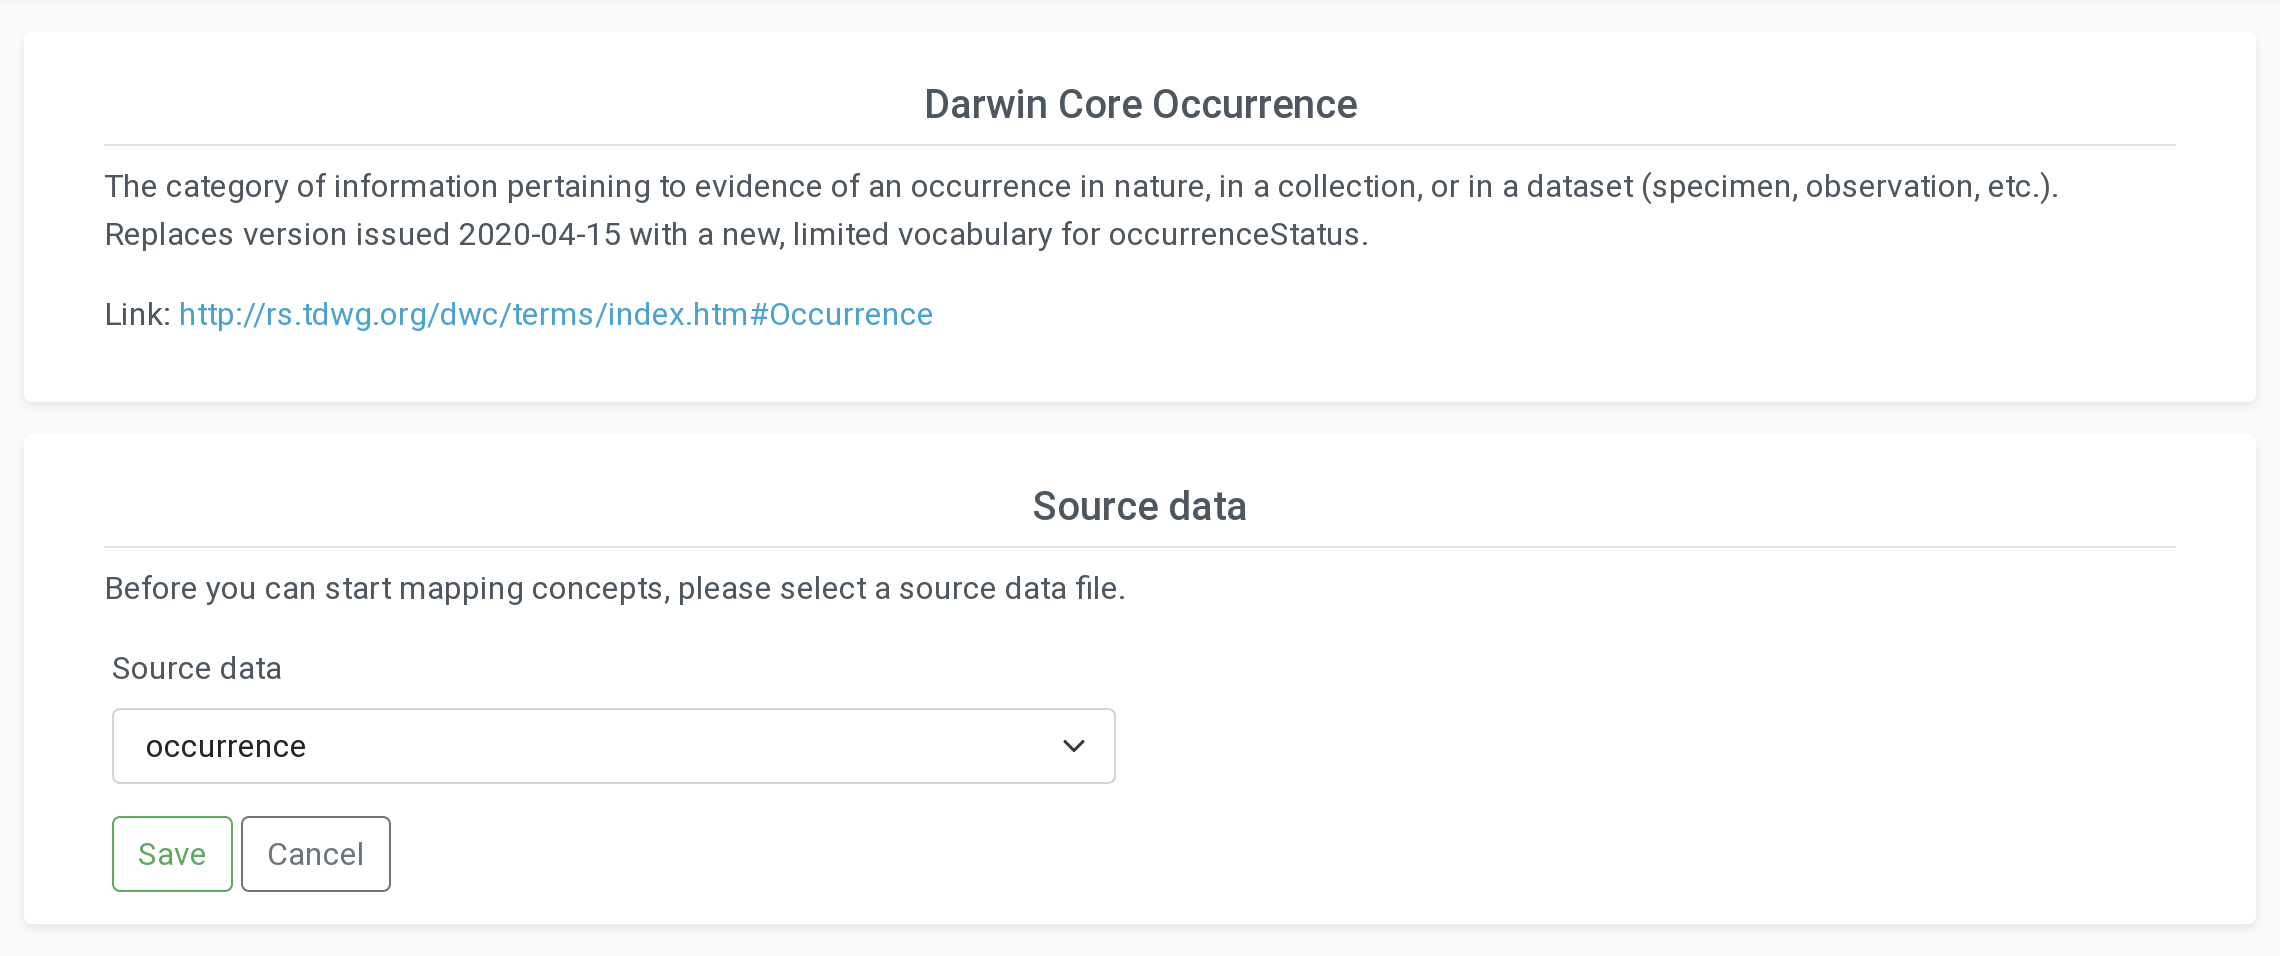 Darwin Core Occurrence
The category of information pertaining to evidence of an occurrence in nature, in a collection, or in a dataset (specimen, observation, etc.).
Replaces version issued 2020-04-15 with a new, limited vocabulary for occurrenceStatus.
Link: http://rs.tdwg.org/dwc/terms/index.htm#Occurrence
Source data
Before you can start mapping concepts, please select a source data file.
Source data
occurrence
Save Cancel